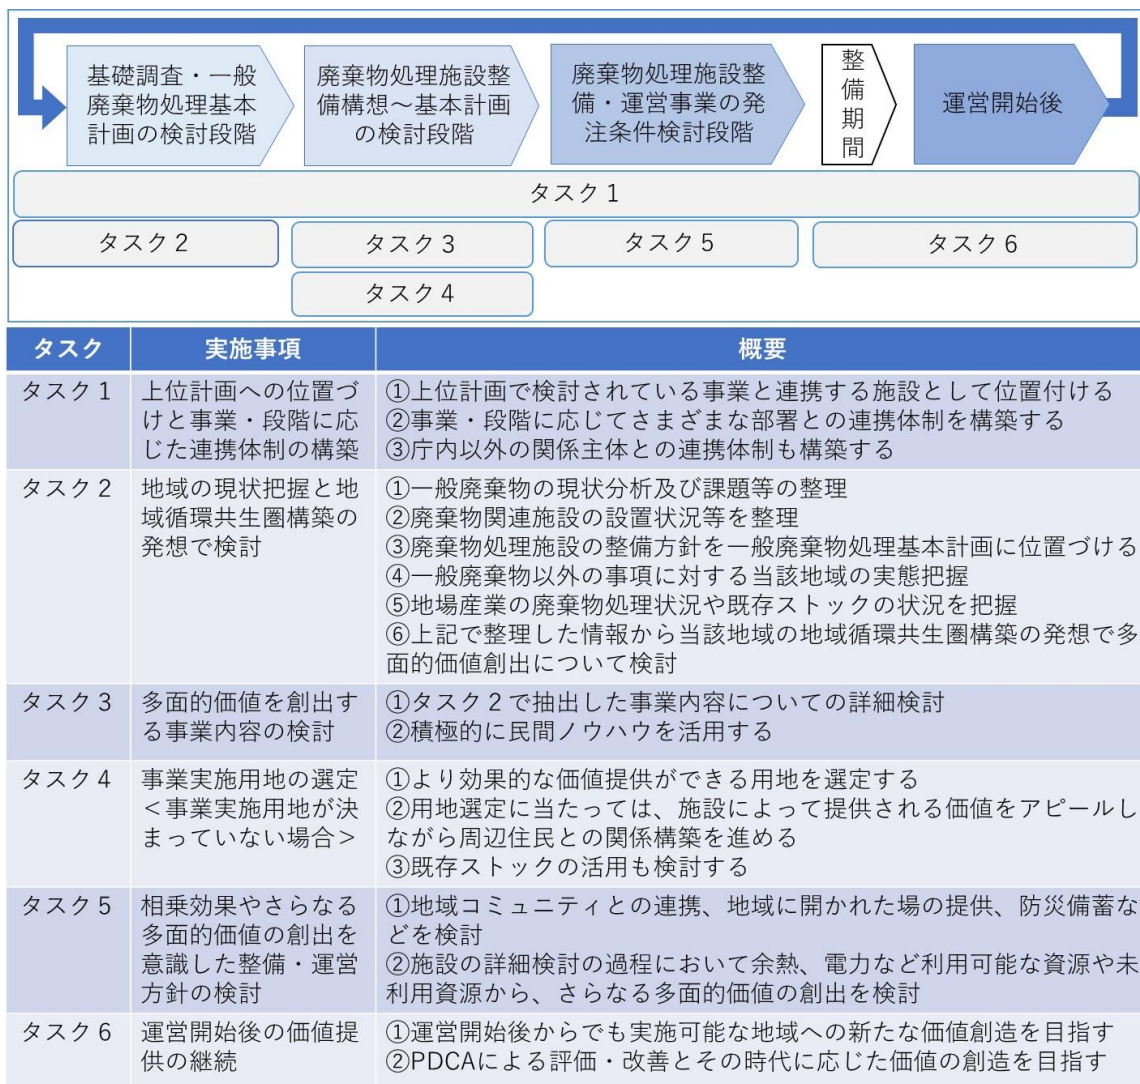 基礎調査・一般
廃棄物処理基本
計画の検討段階
廃棄物処理施設整
備構想~基本計画
の検討段階
廃棄物処理施設整
備・運営事業の発
注条件検討段階
整
備
期
間
運営開始後
タスク1
タスク2
タスク3
タスク5
タスク6
タスク4
タスク
実施事項
概要
タスク1
上位計画への位置づ
けと事業・段階に応
じた連携体制の構築
①上位計画で検討されている事業と連携する施設として位置付ける
②事業・段階に応じてさまざまな部署との連携体制を構築する
③庁内以外の関係主体との連携体制も構築する
タスク2
地域の現状把握と地
域循環共生圏構築の
発想で検討
①一般廃棄物の現状分析及び課題等の整理
②廃棄物関連施設の設置状況等を整理
③廃棄物処理施設の整備方針を一般廃棄物処理基本計画に位置づける
④一般廃棄物以外の事項に対する当該地域の実態把握
⑤地場産業の廃棄物処理状況や既存ストックの状況を把握
⑥上記で整理した情報から当該地域の地域循環共生圏構築の発想で多
面的価値創出について検討
タスク3
多面的価値を創出す
る事業内容の検討
①タスク2で抽出した事業内容についての詳細検討
②積極的に民間ノウハウを活用する
タスク4
事業実施用地の選定
<事業実施用地が決
まっていない場合>
①より効果的な価値提供ができる用地を選定する
②用地選定に当たっては、施設によって提供される価値をアピールし
ながら周辺住民との関係構築を進める
③既存ストックの活用も検討する
タスク5
相乗効果やさらなる
多面的価値の創出を
意識した整備・運営
方針の検討
①地域コミュニティとの連携、地域に開かれた場の提供、防災備蓄な
どを検討
②施設の詳細検討の過程において余熱、電力など利用可能な資源や未
利用資源から、さらなる多面的価値の創出を検討
タスク6
運営開始後の価値提
供の継続
①運営開始後からでも実施可能な地域への新たな価値創造を目指す
②PDCAによる評価・改善とその時代に応じた価値の創造を目指す